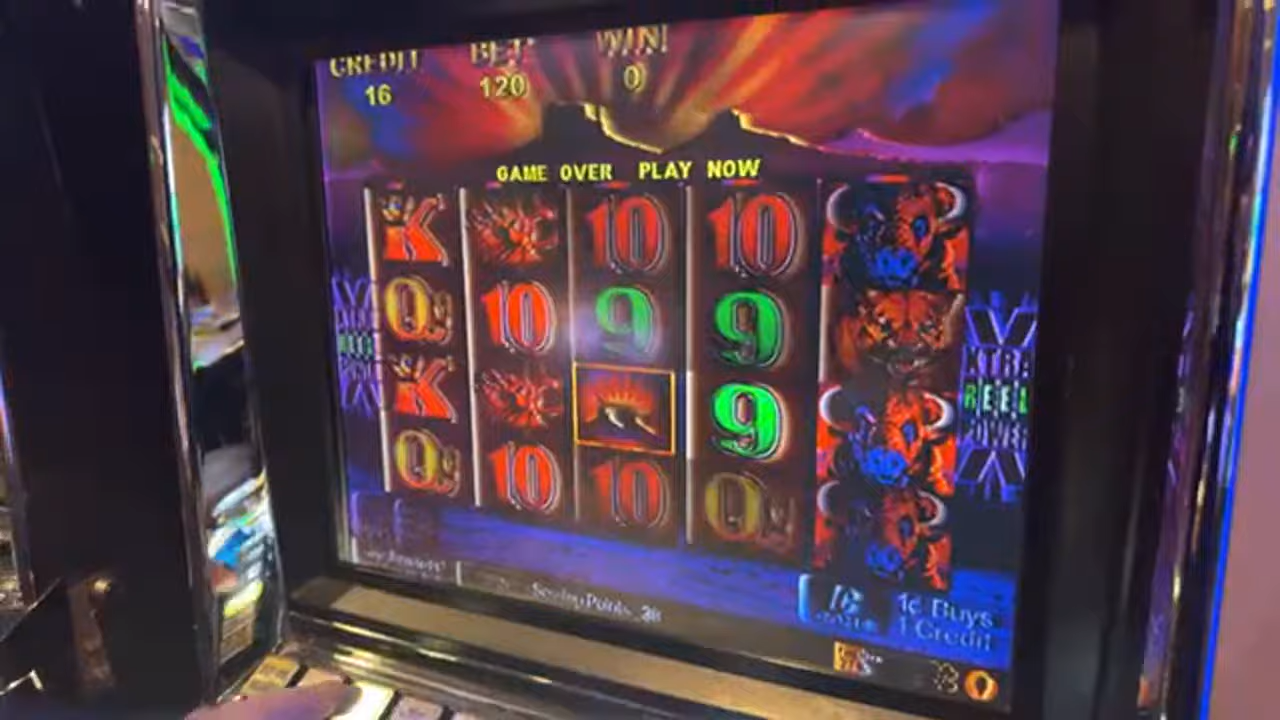 CREDIT BET WIN!
16 120 0
GAME OVER PLAY NOW
K 10 10
Q 10 9 9
K 9
Q 10 10 Q
XTRA
REEL
POWER
1¢ Buys
1 Credit